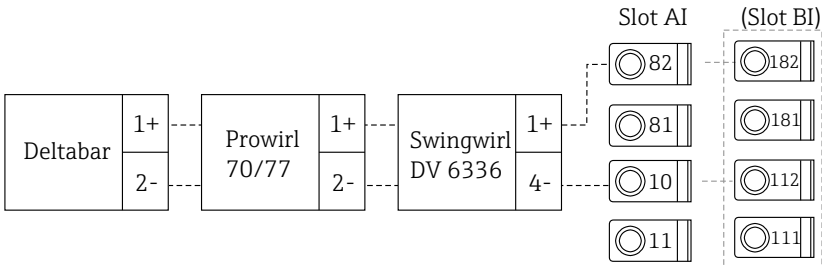 Slot AI
(Slot BI)
82
182
81
181
10
112
11
111
Deltabar
1+
2-
Prowirl
70/77
1+
2-
Swingwirl
DV 6336
1+
4-